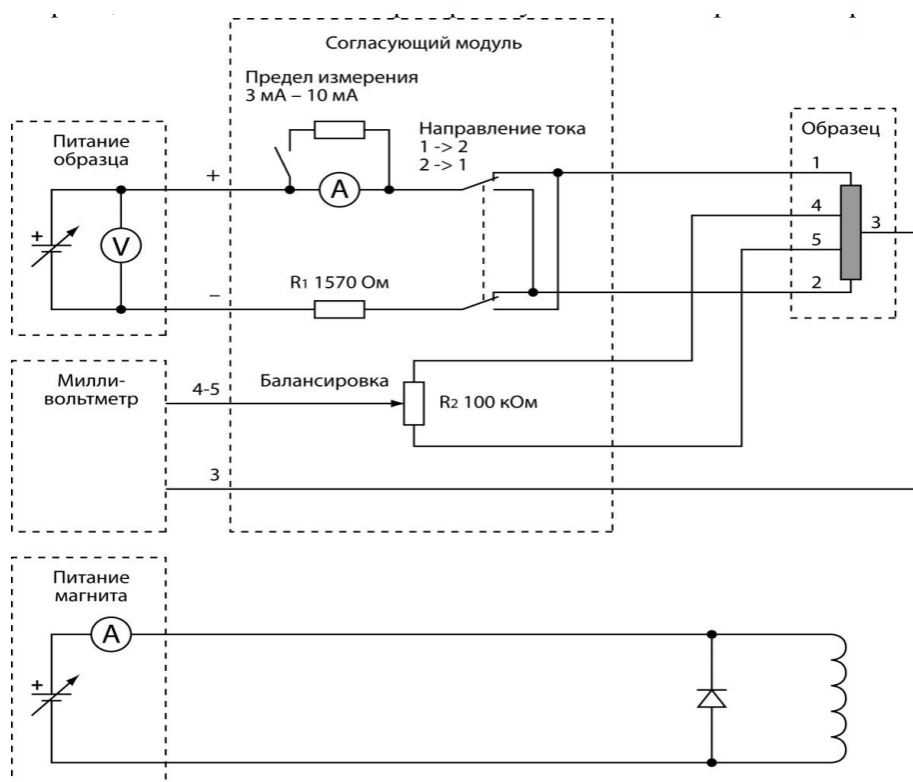 Согласующий модуль
Предел измерения
3 мА – 10 мА
Направление тока
1 -> 2
2 -> 1
Питание
образца
+
A
+
V
–
R1 1570 Ом
Образец
1
4
3
5
2
Милли-
вольтметр
4-5
Балансировка
R2 100 кОм
3
Питание
магнита
A
+